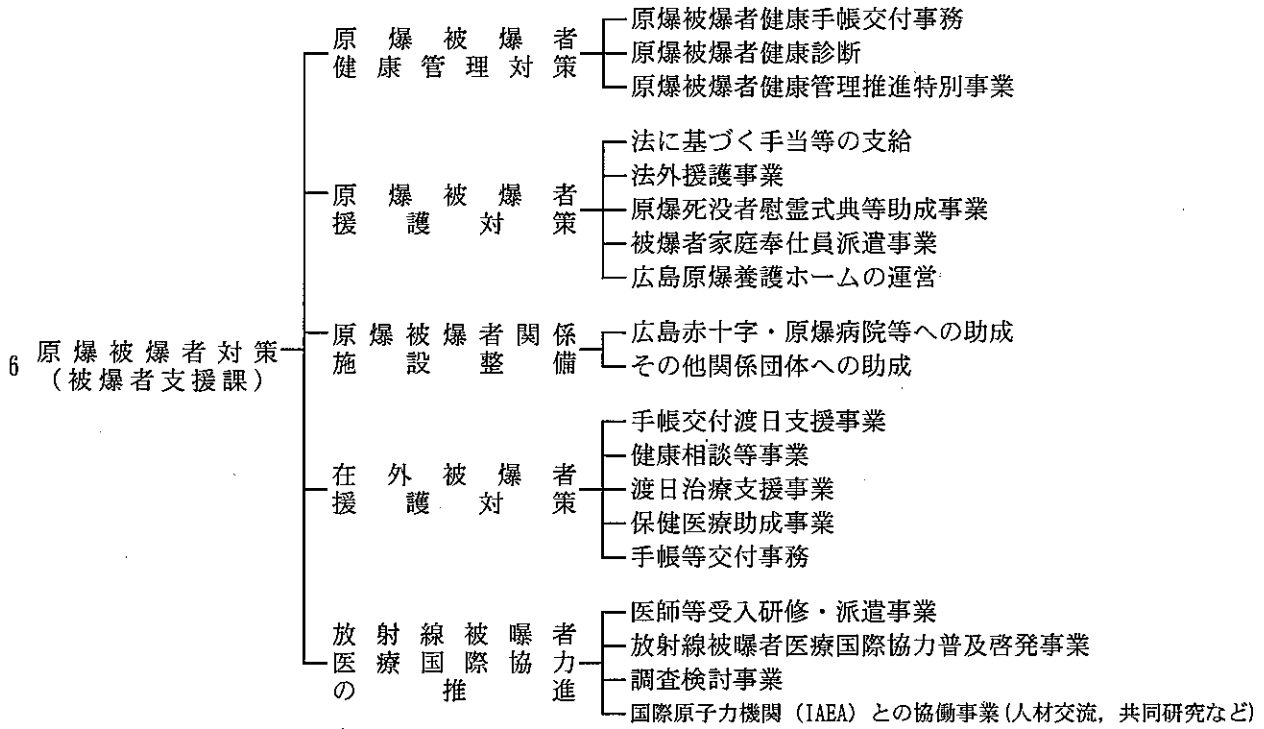 6 原爆被爆者対策
(被爆者支援課)
原爆被爆者
健康管理対策
原爆被爆者健康手帳交付事務
原爆被爆者健康診断
原爆被爆者健康管理推進特別事業
原爆被爆者
援護対策
法に基づく手当等の支給
法外援護事業
原爆死没者慰霊式典等助成事業
被爆者家庭奉仕員派遣事業
広島原爆養護ホームの運営
原爆被爆者関係
施設整備
広島赤十字・原爆病院等への助成
その他関係団体への助成
在外被爆者
援護対策
手帳交付渡日支援事業
健康相談等事業
渡日治療支援事業
保健医療助成事業
手帳等交付事務
放射線被曝者
医療国際協力
の推進
医師等受入研修・派遣事業
放射線被曝者医療国際協力普及啓発事業
調査検討事業
国際原子力機関(IAEA)との協働事業(人材交流,共同研究など)